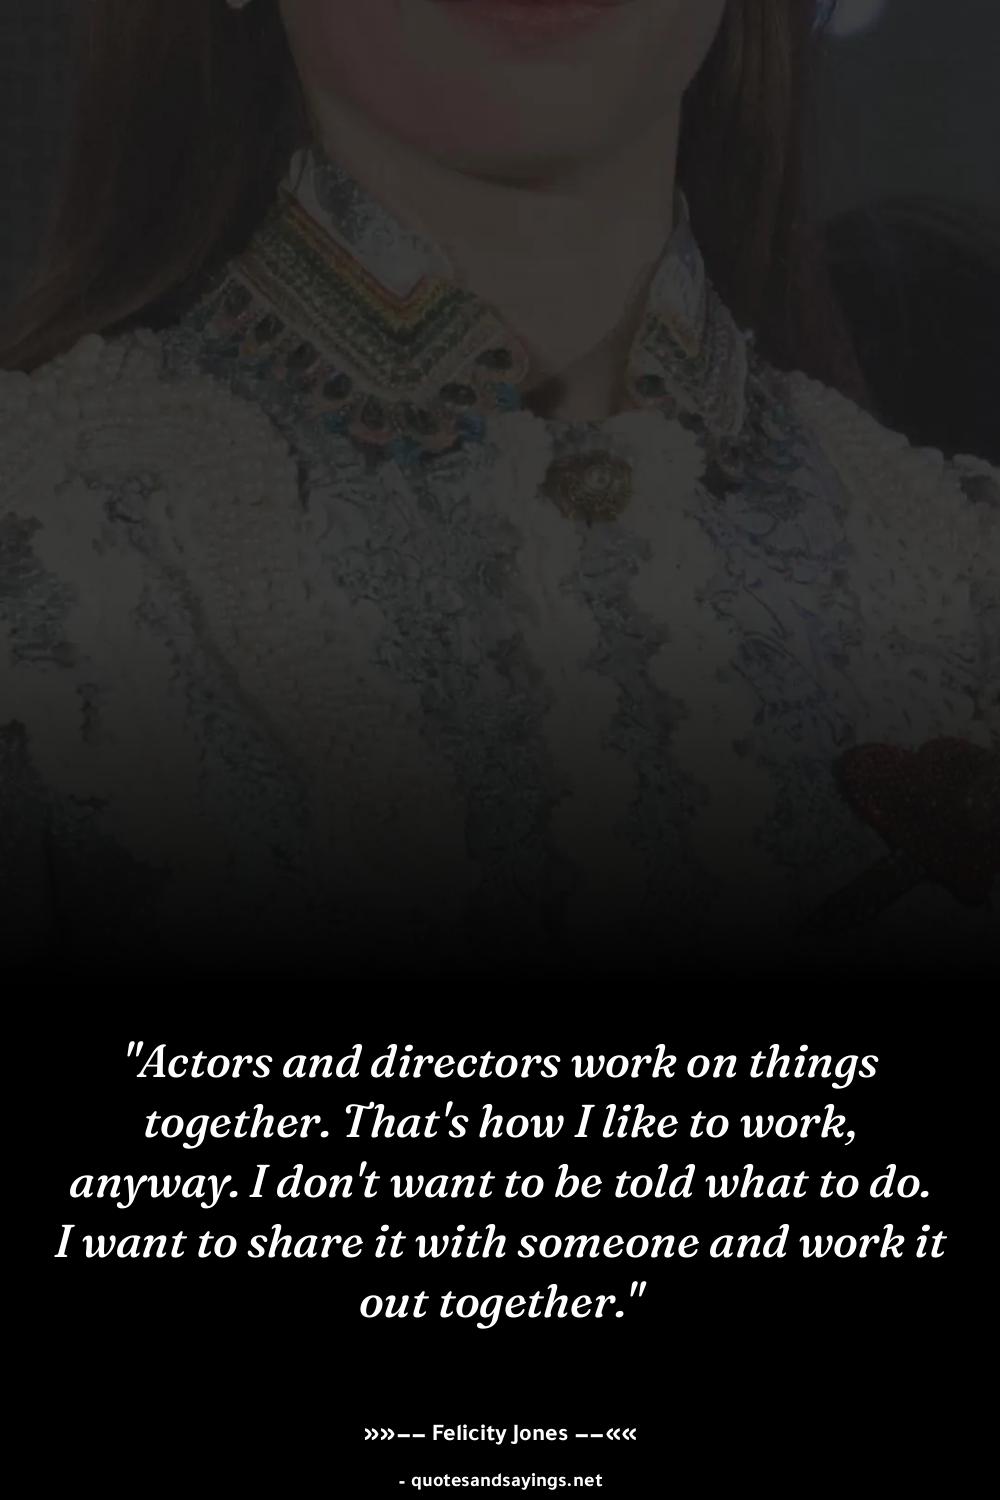 "Actors and directors work on things
together. That's how I like to work,
anyway. I don't want to be told what to do.
I want to share it with someone and work it
out together."
»»–– Felicity Jones ––««
- quotesandsayings.net